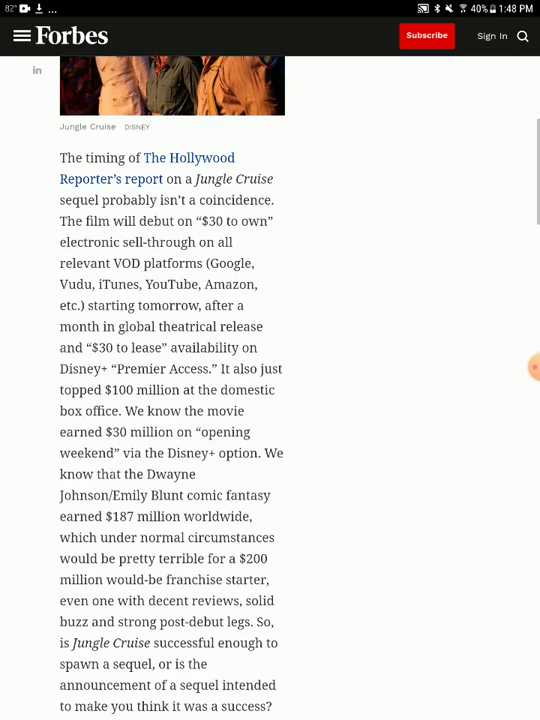 82° ... 40% 1:48 PM
Forbes Subscribe Sign In
in
Jungle Cruise DISNEY
The timing of The Hollywood
Reporter’s report on a Jungle Cruise
sequel probably isn’t a coincidence.
The film will debut on “$30 to own”
electronic sell-through on all
relevant VOD platforms (Google,
Vudu, iTunes, YouTube, Amazon,
etc.) starting tomorrow, after a
month in global theatrical release
and “$30 to lease” availability on
Disney+ “Premier Access.” It also just
topped $100 million at the domestic
box office. We know the movie
earned $30 million on “opening
weekend” via the Disney+ option. We
know that the Dwayne
Johnson/Emily Blunt comic fantasy
earned $187 million worldwide,
which under normal circumstances
would be pretty terrible for a $200
million would-be franchise starter,
even one with decent reviews, solid
buzz and strong post-debut legs. So,
is Jungle Cruise successful enough to
spawn a sequel, or is the
announcement of a sequel intended
to make you think it was a success?